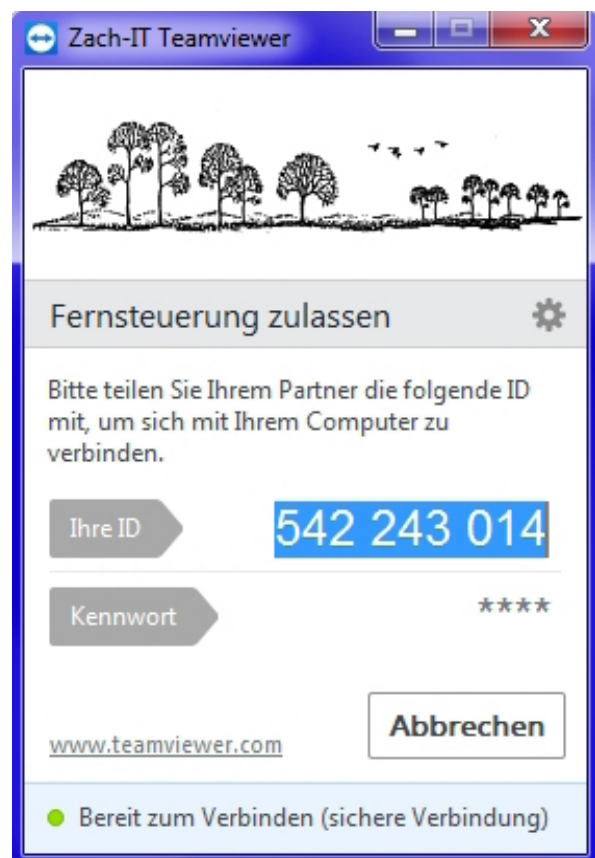 Zach-IT Teamviewer
Fernsteuerung zulassen
Bitte teilen Sie Ihrem Partner die folgende ID
mit, um sich mit Ihrem Computer zu
verbinden.
Ihre ID
542 243 014
Kennwort
****
www.teamviewer.com
Abbrechen
Bereit zum Verbinden (sichere Verbindung)